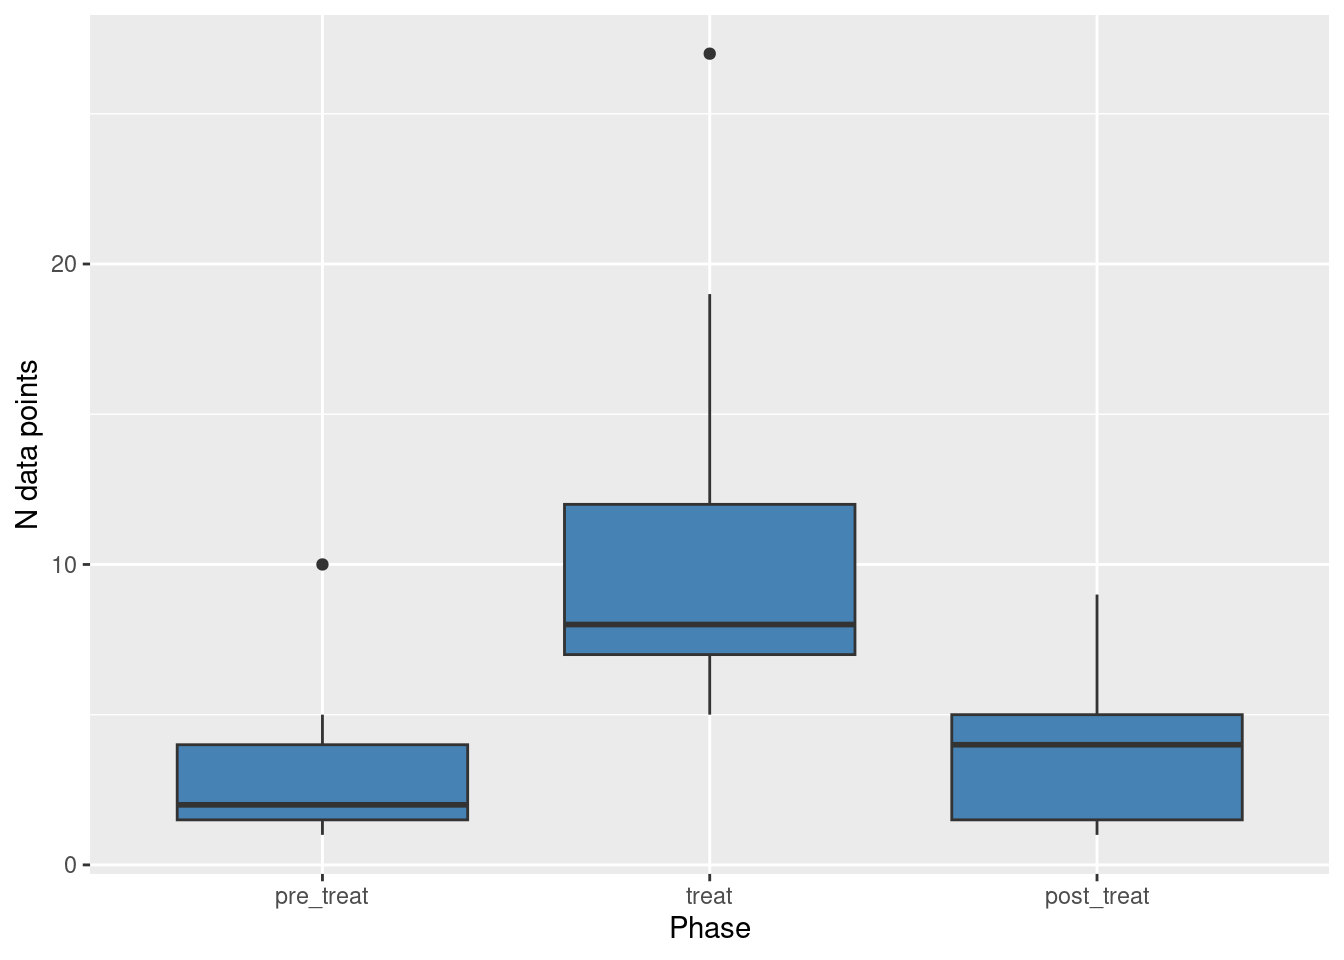 N data points
20
10
0
pre_treat
treat
post_treat
Phase